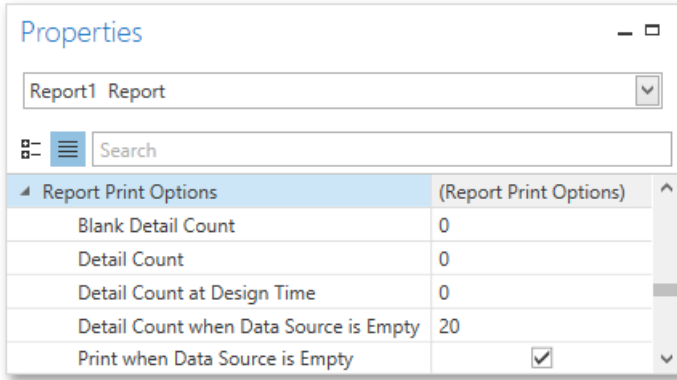 Properties
Report1 Report
Search
Report Print Options (Report Print Options)
Blank Detail Count 0
Detail Count 0
Detail Count at Design Time 0
Detail Count when Data Source is Empty 20
Print when Data Source is Empty